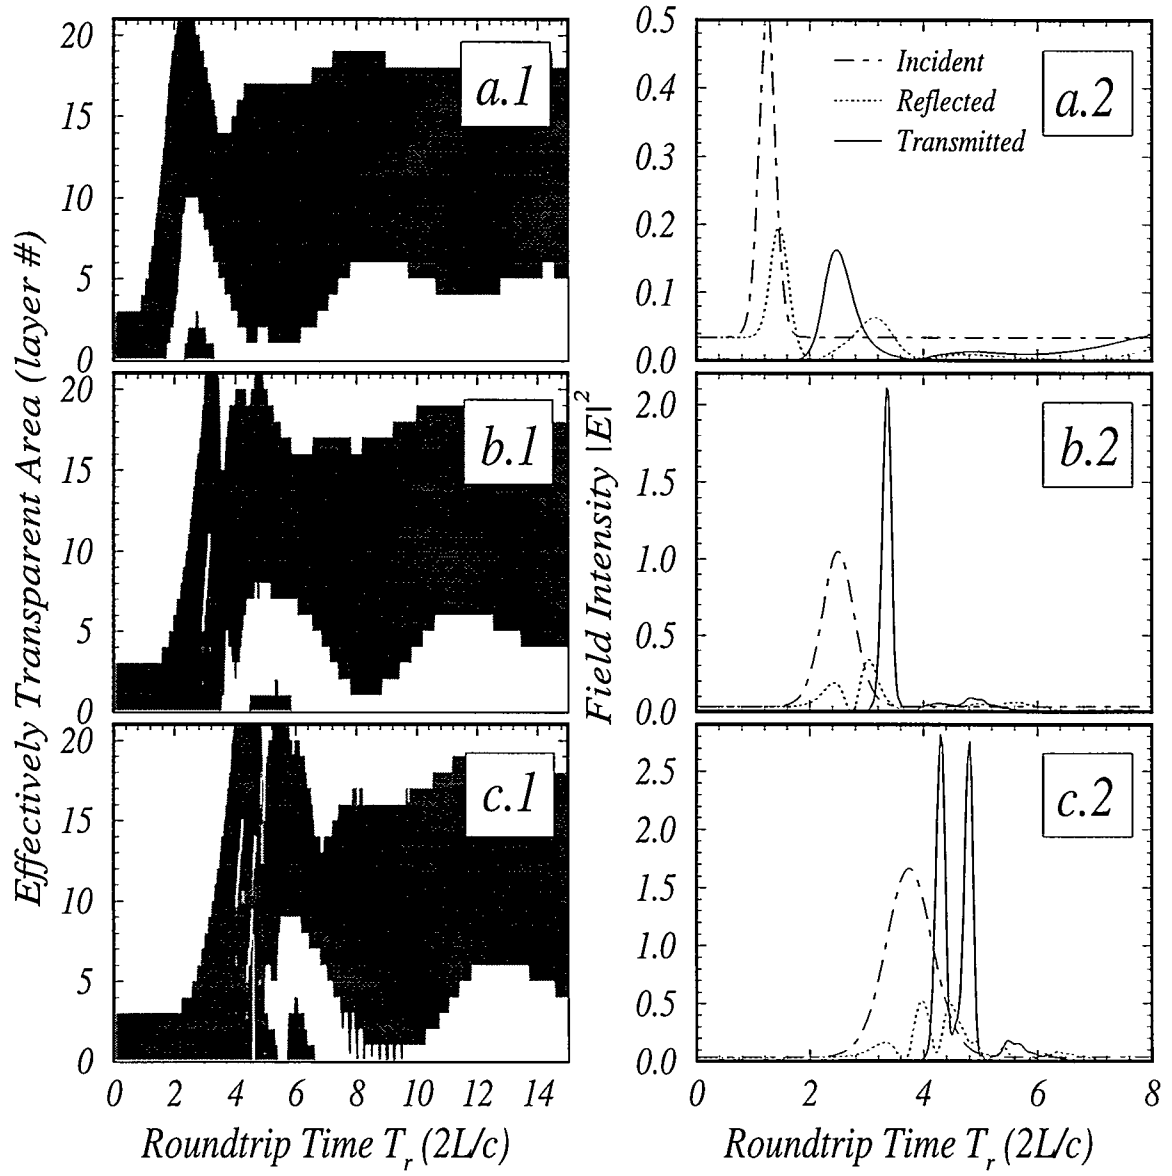 Effectively Transparent Area (layer #)
20
15
10
5
0
a.1
20
15
10
5
0
b.1
20
15
10
5
0
c.1
0 2 4 6 8 10 12 14
Roundtrip Time T_r (2L/c)
Field Intensity |E|²
0.5
0.4
0.3
0.2
0.1
0.0
Incident
Reflected
Transmitted
a.2
2.0
1.5
1.0
0.5
0.0
b.2
2.5
2.0
1.5
1.0
0.5
0.0
c.2
0 2 4 6 8
Roundtrip Time T_r (2L/c)